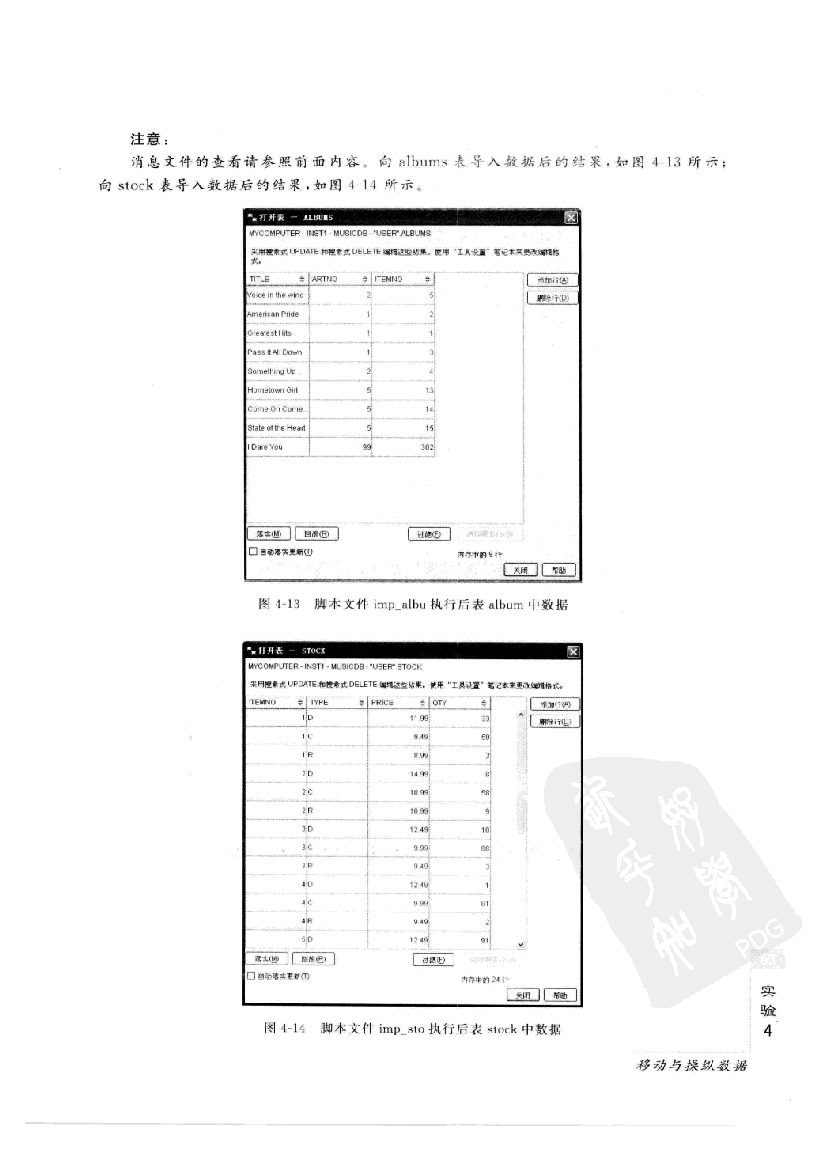 注意：
消息文件的查看请参照前面内容。向 albums 表导入数据后的结果，如图 4-13 所示；
向 stock 表导入数据后的结果，如图 4-14 所示。
打开表 － ALBUMS
MYCOMPUTER - INST1 - MUSICDB - "USER".ALBUMS
采用搜索式 UPDATE 和搜索式 DELETE 编辑这些结果。使用“工具设置”笔记本来更改编辑格
式。
TITLE ARTNO ITEMNO 添加行(A)
Voice in the wind 2 5 删除行(D)
American Pride 1 2
Greatest Hits 1 1
Pass It All Down 1 3
Something Up.. 2 4
Hometown Girl 5 13
Come On Come.. 5 14
State of the Heart 5 15
I Dare You 99 302
落实(M) 回滚(B) 过滤(F)
自动落实更新(T) 内存中的 行
关闭 帮助
图 4-13 脚本文件 imp_albu 执行后表 album 中数据
打开表 － STOCK
MYCOMPUTER - INST1 - MUSICDB - "USER".STOCK
采用搜索式 UPDATE 和搜索式 DELETE 编辑这些结果。使用“工具设置”笔记本来更改编辑格式。
ITEMNO TYPE PRICE QTY 添加行(A)
1 D 11.99 33 删除行(L)
1 C 9.49 69
1 R 8.99 3
2 D 14.99 8
2 C 10.99 58
2 R 10.99 9
3 D 12.49 10
3 C 9.99 88
3 R 9.49 3
4 D 12.49 1
4 C 9.99 81
4 R 9.49 2
5 D 12.49 91
落实(M) 回滚(B) 过滤(F)
自动落实更新(T) 内存中的 24 行
关闭 帮助
图 4-14 脚本文件 imp_sto 执行后表 stock 中数据
PDG
实
验
4
移动与操纵数据